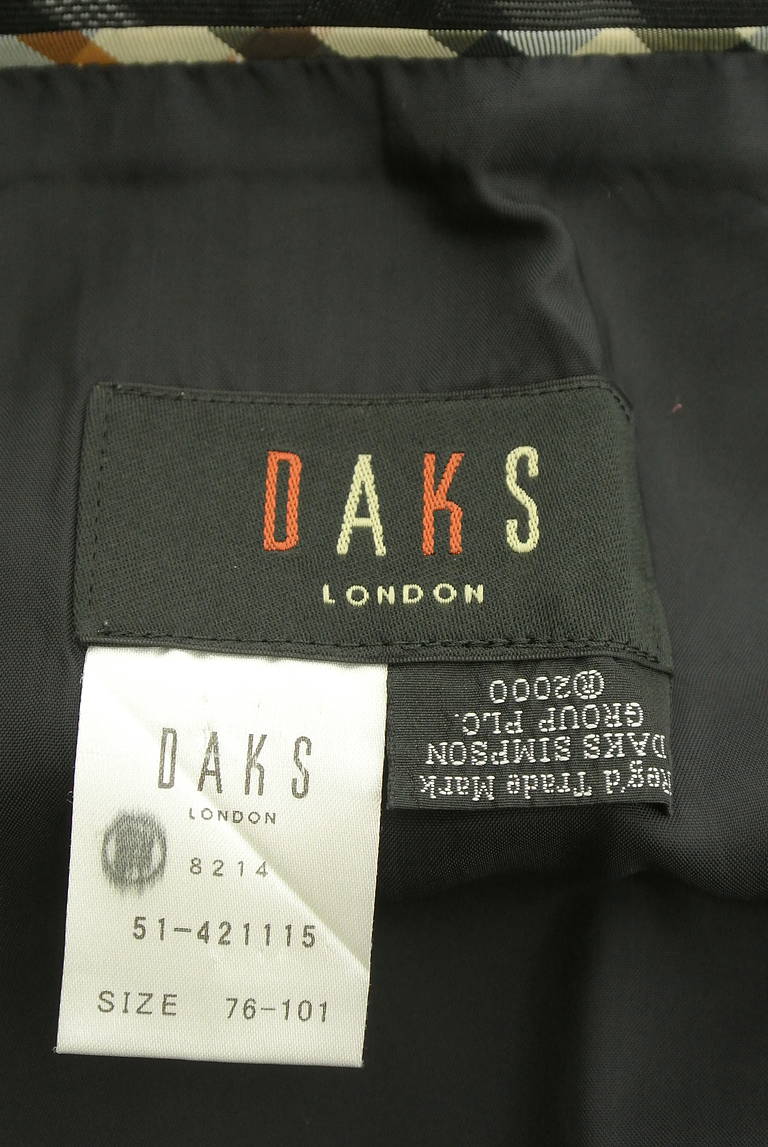 DAKS
LONDON
DAKS
LONDON
8214
51-421115
SIZE 76-101
Reg'd Trade Mark
DAKS SIMPSON
GROUP PLC.
®2000